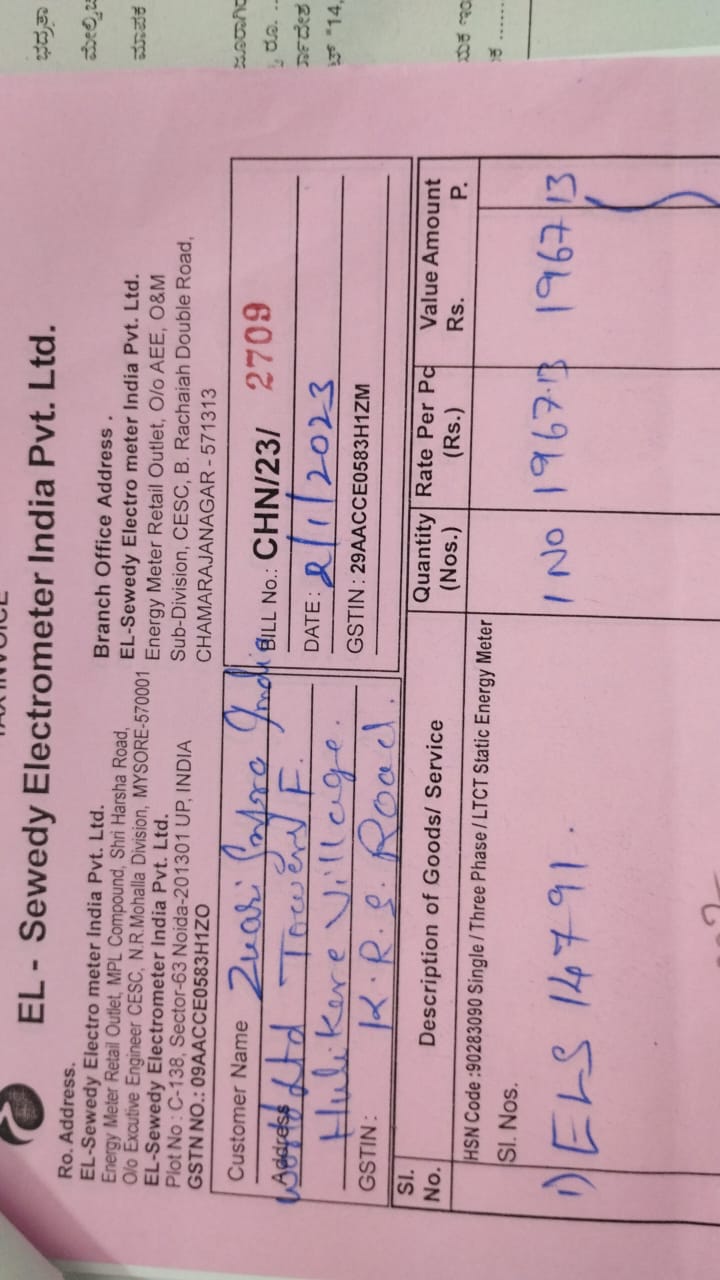 EL - Sewedy Electrometer India Pvt. Ltd.
Ro. Address.
EL-Sewedy Electro meter India Pvt. Ltd.
Energy Meter Retail Outlet, MPL Compound, Shri Harsha Road,
O/o Excutive Engineer CESC, N.R.Mohalla Division, MYSORE-570001
EL-Sewedy Electrometer India Pvt. Ltd.
Plot No : C-138, Sector-63 Noida-201301 UP, INDIA
GSTN NO.: 09AACCE0583H1ZO
Branch Office Address .
EL-Sewedy Electro meter India Pvt. Ltd.
Energy Meter Retail Outlet, O/o AEE, O&M
Sub-Division, CESC, B. Rachaiah Double Road,
CHAMARAJANAGAR - 571313
Customer Name Zuari Infra India
Address World Ltd Tower F.
Hulikere Village.
GSTIN: K.R.S. Road.
BILL No.: CHN/23/ 2709
DATE: 2/1/2023
GSTIN : 29AACCE0583H1ZM
Sl. No. Description of Goods/ Service Quantity (Nos.) Rate Per Pc (Rs.) Value Amount Rs. P.
HSN Code :90283090 Single / Three Phase / LTCT Static Energy Meter
Sl. Nos.
1) ELS 14791. 1 No 1967.13 1967 13